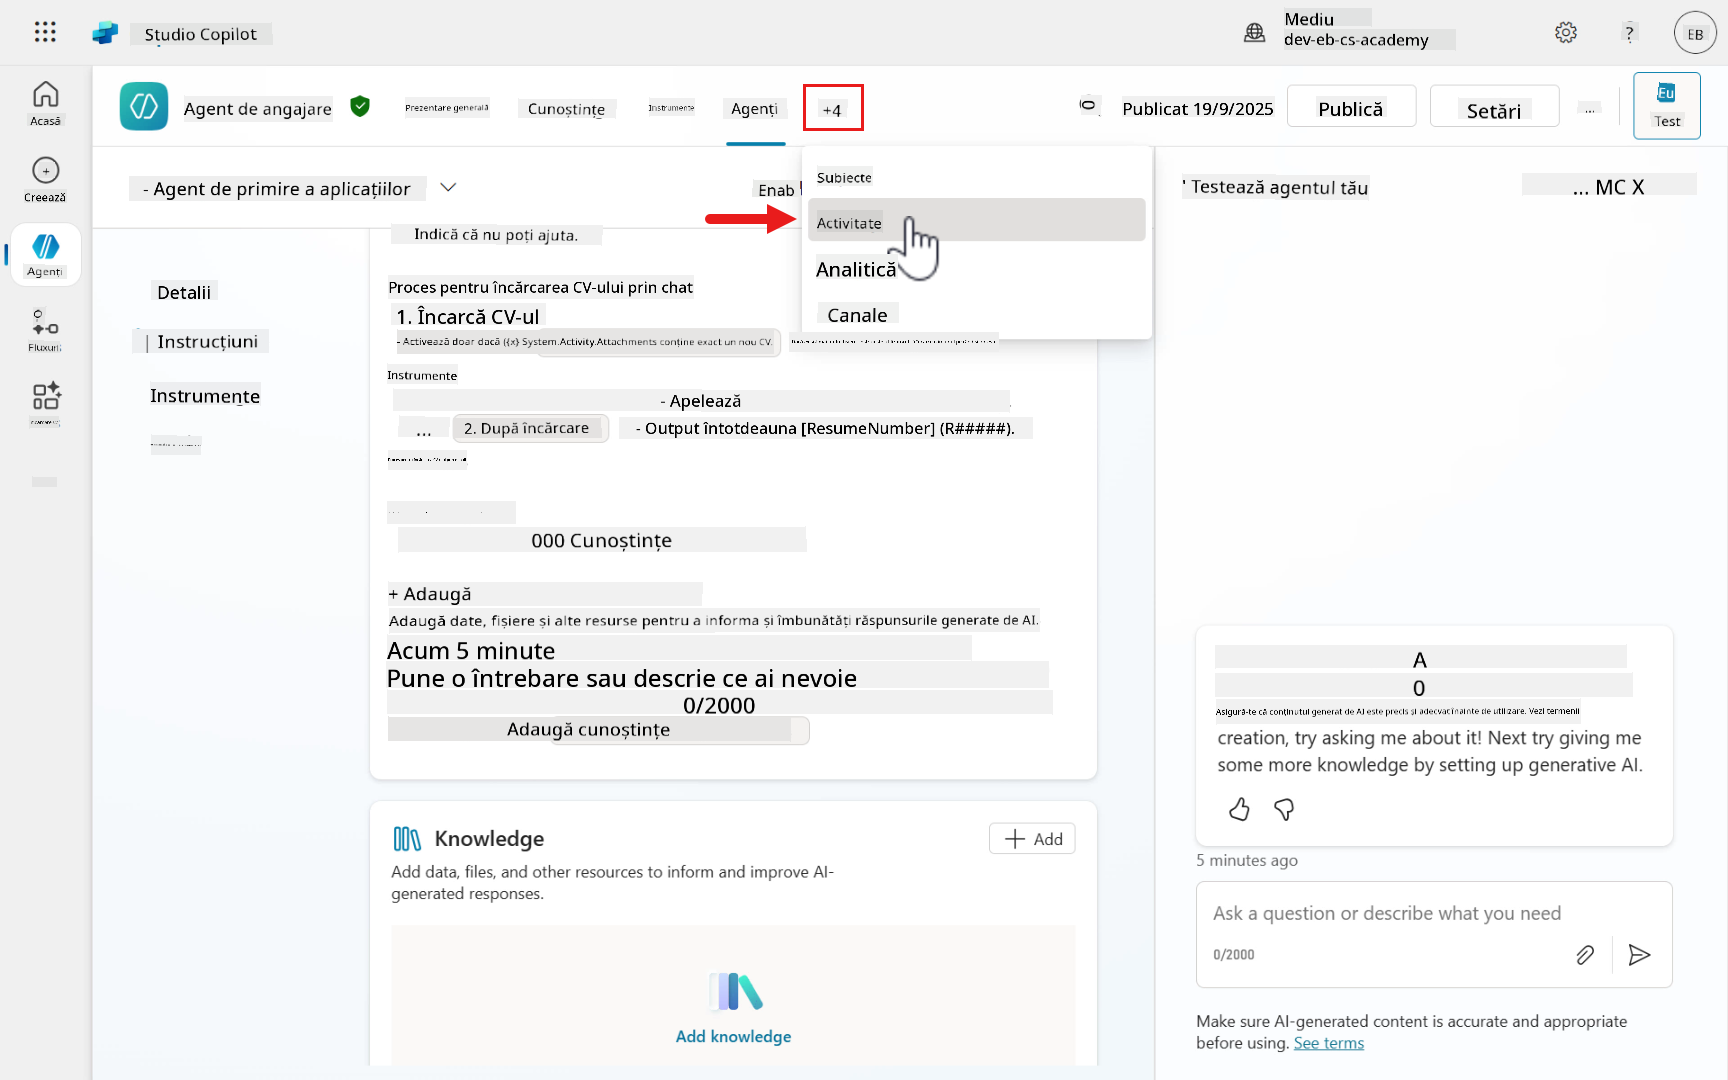 Studio Copilot
Mediu
dev-eb-cs-academy
?
EB
Acasă
+
Creează
Agenți
Fluxuri
Agent de angajare
Prezentare generală
Cunoștințe
Instrumente
Agenți
+4
Publicat 19/9/2025
Publică
Setări
...
Eu
Test
- Agent de primire a aplicațiilor
Enab
Subiecte
Activitate
Analitică
Canale
' Testează agentul tău
... MC X
Detalii
| Instrucțiuni
Instrumente
Indică că nu poți ajuta.
Proces pentru încărcarea CV-ului prin chat
1. Încarcă CV-ul
- Activează doar dacă ({x} System.Activity.Attachments conține exact un nou CV.
Instrumente
- Apelează
...
2. După încărcare
- Output întotdeauna [ResumeNumber] (R#####).
000 Cunoștințe
+ Adaugă
Adaugă date, fișiere și alte resurse pentru a informa și îmbunătăți răspunsurile generate de AI.
Acum 5 minute
Pune o întrebare sau descrie ce ai nevoie
0/2000
Adaugă cunoștințe
Knowledge
Add
Add data, files, and other resources to inform and improve AI-
generated responses.
Add knowledge
A
0
Asigură-te că conținutul generat de AI este precis și adecvat înainte de utilizare. Vezi termenii
creation, try asking me about it! Next try giving me
some more knowledge by setting up generative AI.
5 minutes ago
Ask a question or describe what you need
0/2000
Make sure AI-generated content is accurate and appropriate
before using. See terms